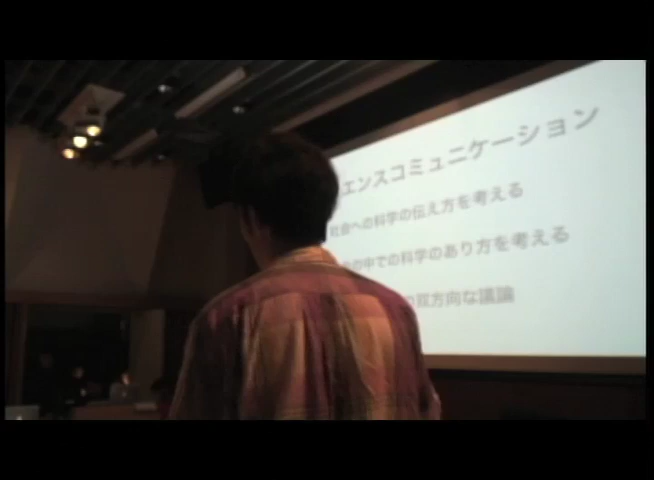 エンスコミュニケーション
社会への科学の伝え方を考える
の中での科学のあり方を考える
の双方向な議論